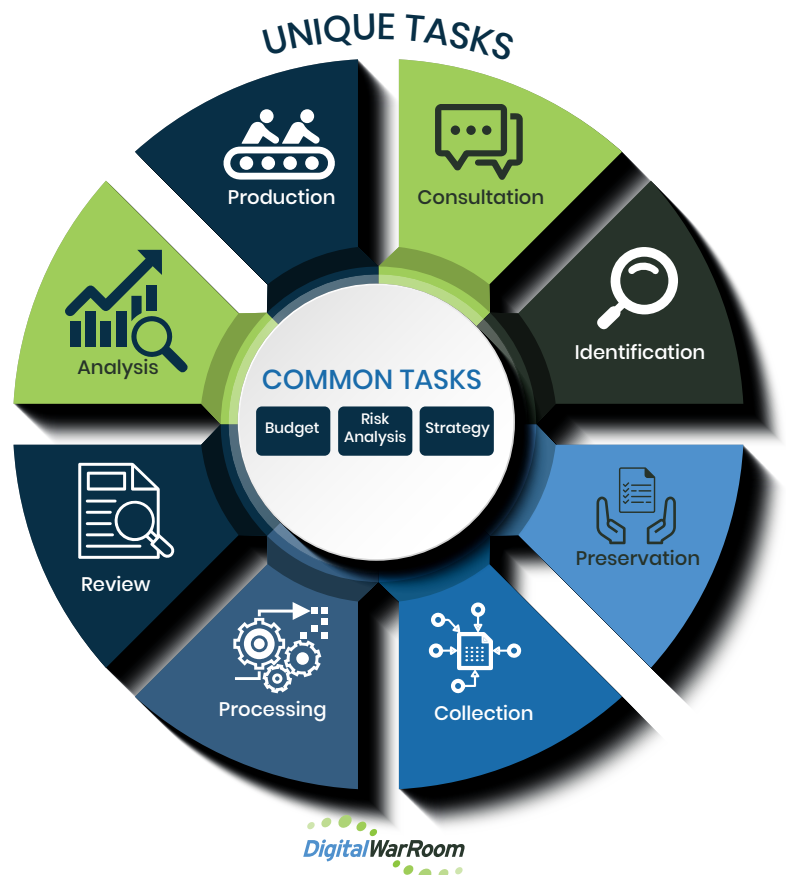 UNIQUE TASKS
Production
Consultation
Analysis
Identification
COMMON TASKS
Budget
Risk
Analysis
Strategy
Review
Preservation
Processing
Collection
DigitalWarRoom